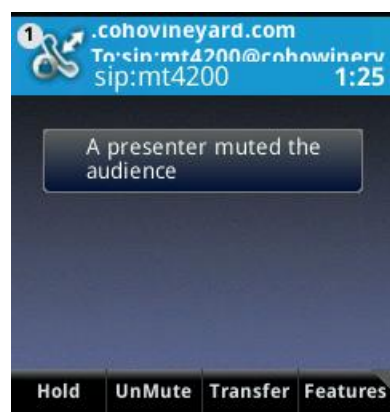 1
.cohovineyard.com
To:sip:mt4200@cohowinery
sip:mt4200 1:25
A presenter muted the
audience
Hold UnMute Transfer Features